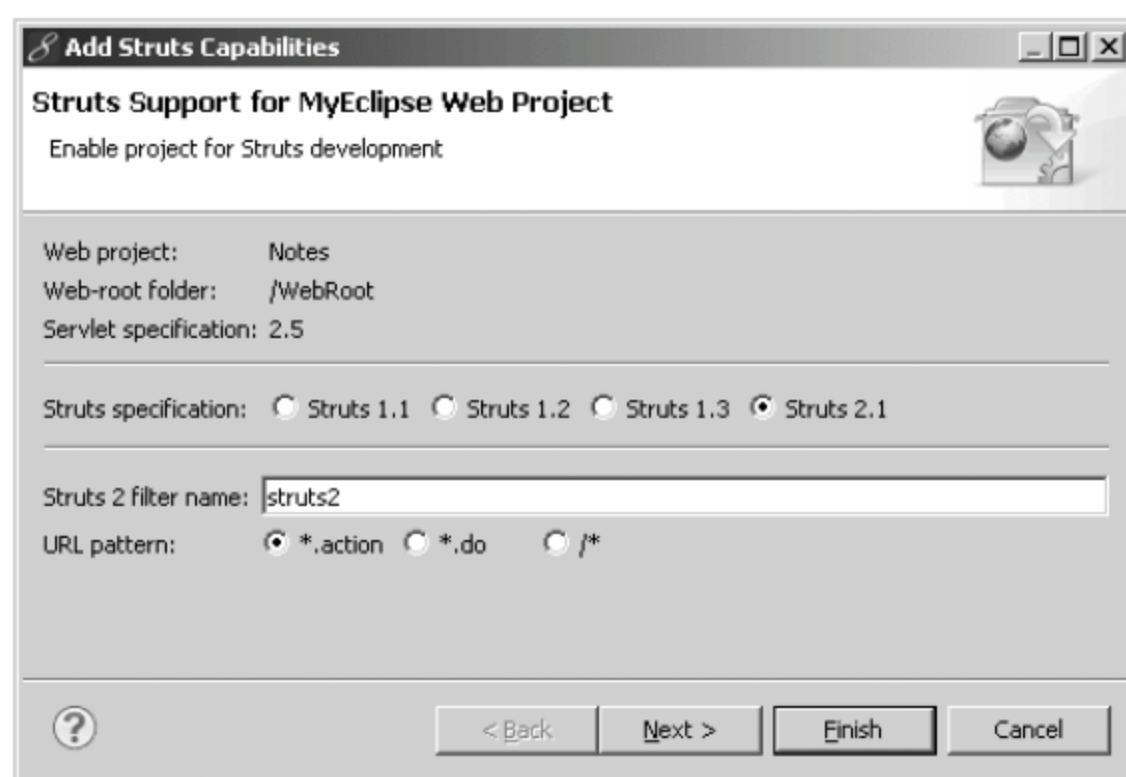 Add Struts Capabilities
Struts Support for MyEclipse Web Project
Enable project for Struts development
Web project: Notes
Web-root folder: /WebRoot
Servlet specification: 2.5
Struts specification: Struts 1.1 Struts 1.2 Struts 1.3 Struts 2.1
Struts 2 filter name: struts2
URL pattern: *.action *.do /*
? < Back Next > Finish Cancel